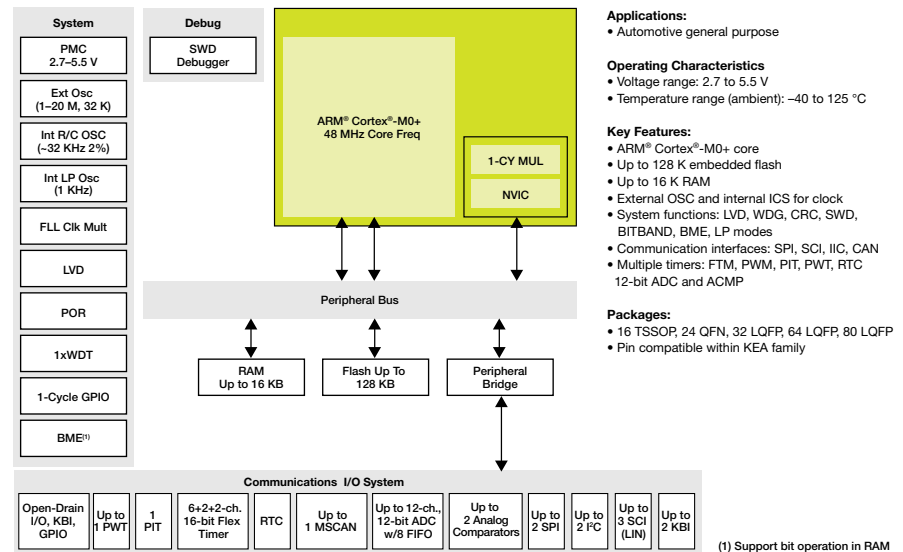 System
PMC
2.7–5.5 V
Ext Osc
(1–20 M, 32 K)
Int R/C OSC
(~32 KHz 2%)
Int LP Osc
(1 KHz)
FLL Clk Mult
LVD
POR
1xWDT
1-Cycle GPIO
BME(1)
Debug
SWD
Debugger
ARM® Cortex®-M0+
48 MHz Core Freq
1-CY MUL
NVIC
Peripheral Bus
RAM
Up to 16 KB
Flash Up To
128 KB
Peripheral
Bridge
Communications I/O System
Open-Drain
I/O, KBI,
GPIO
Up to
1 PWT
1
PIT
6+2+2-ch.
16-bit Flex
Timer
RTC
Up to
1 MSCAN
Up to 12-ch.,
12-bit ADC
w/8 FIFO
Up to
2 Analog
Comparators
Up to
2 SPI
Up to
2 I²C
Up to
3 SCI
(LIN)
Up to
2 KBI
Applications:
• Automotive general purpose
Operating Characteristics
• Voltage range: 2.7 to 5.5 V
• Temperature range (ambient): –40 to 125 °C
Key Features:
• ARM® Cortex®-M0+ core
• Up to 128 K embedded flash
• Up to 16 K RAM
• External OSC and internal ICS for clock
• System functions: LVD, WDG, CRC, SWD,
BITBAND, BME, LP modes
• Communication interfaces: SPI, SCI, IIC, CAN
• Multiple timers: FTM, PWM, PIT, PWT, RTC
12-bit ADC and ACMP
Packages:
• 16 TSSOP, 24 QFN, 32 LQFP, 64 LQFP, 80 LQFP
• Pin compatible within KEA family
(1) Support bit operation in RAM